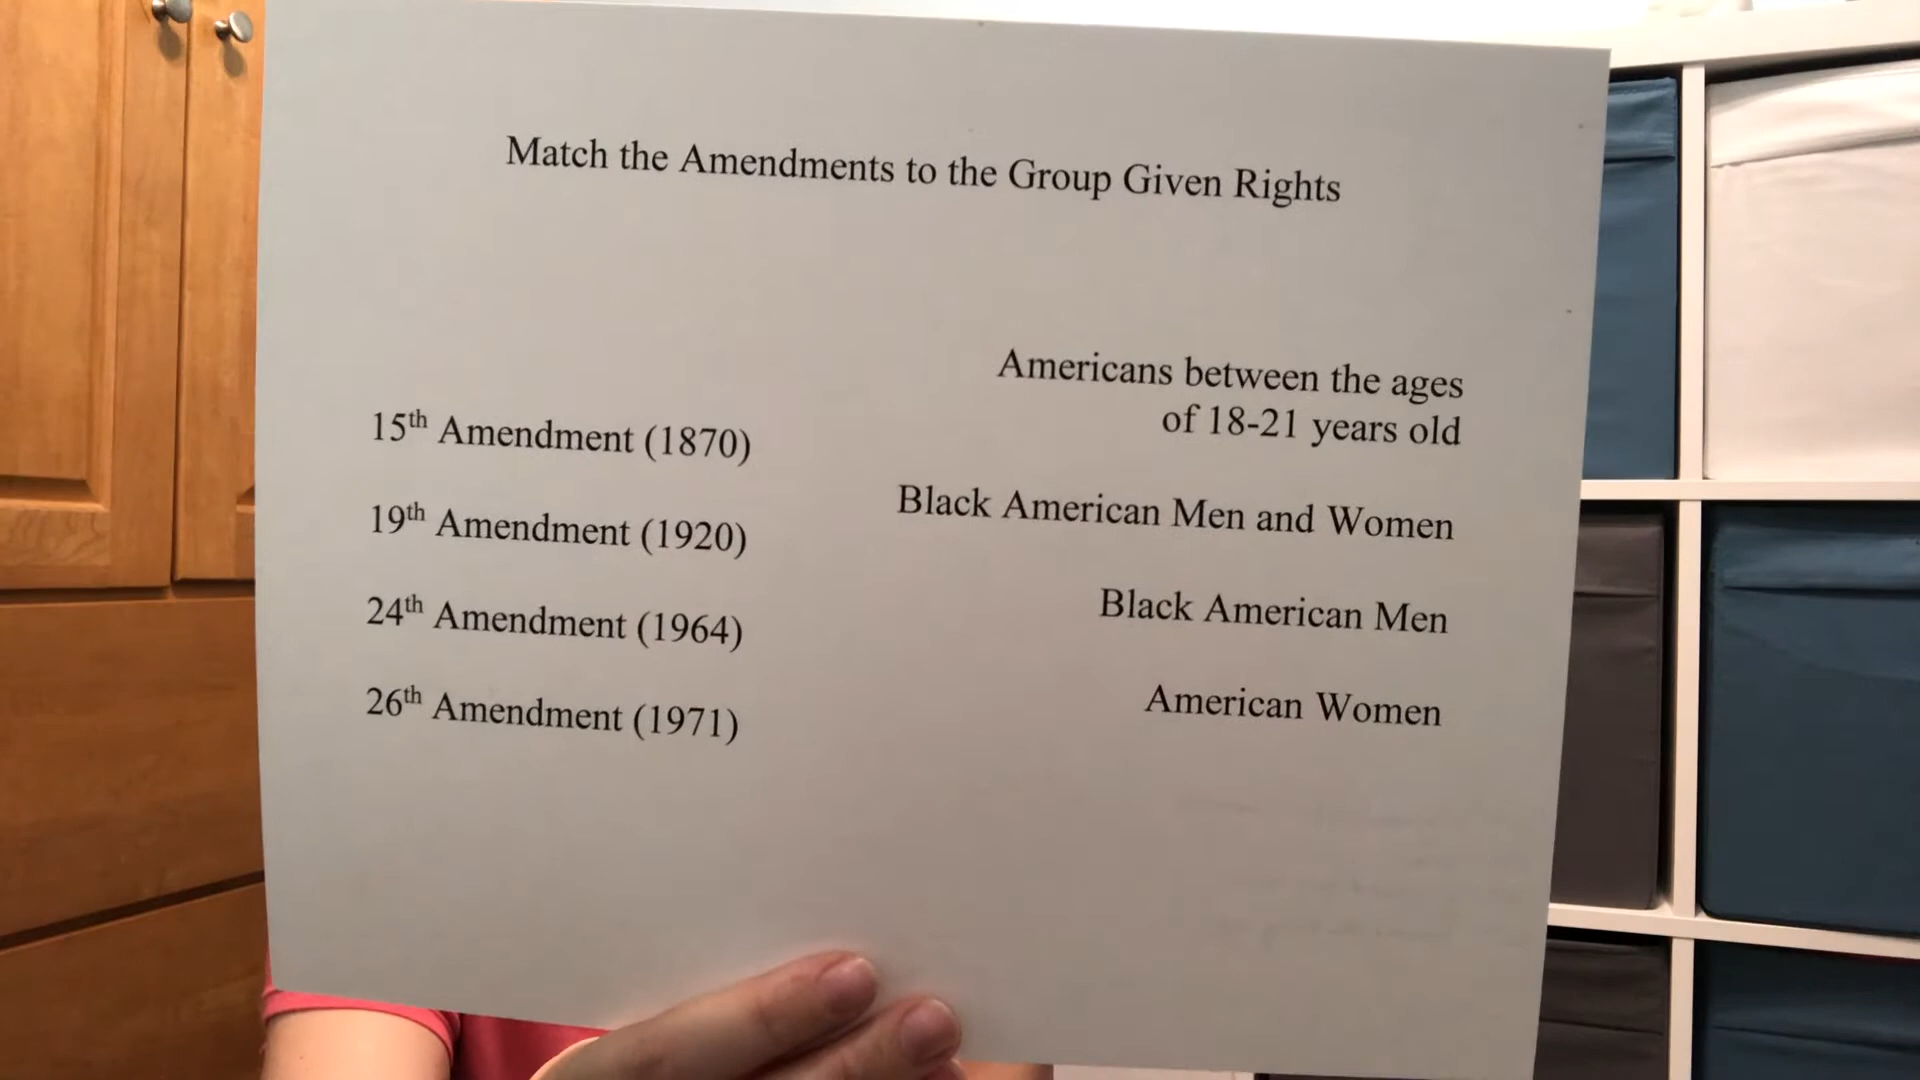 Match the Amendments to the Group Given Rights
15th Amendment (1870)
19th Amendment (1920)
24th Amendment (1964)
26th Amendment (1971)
Americans between the ages
of 18-21 years old
Black American Men and Women
Black American Men
American Women